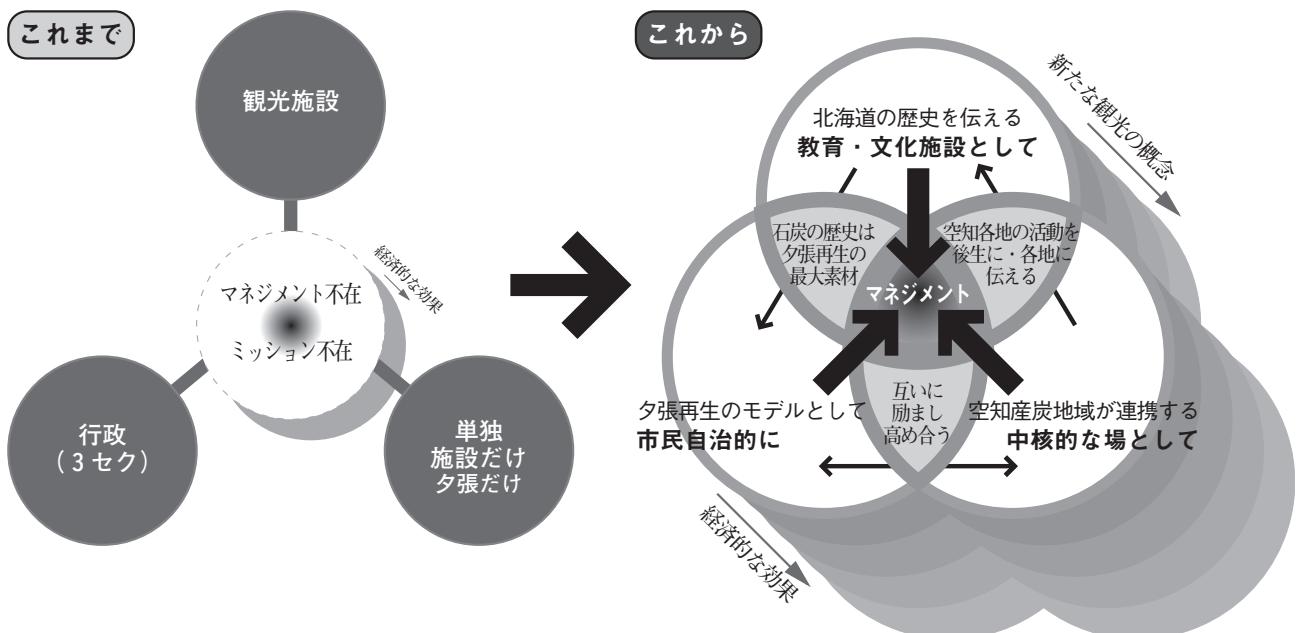 これまで
観光施設
マネジメント不在
ミッション不在
経済的な効果
行政
（3セク）
単独
施設だけ
夕張だけ
これから
新たな観光の概念
北海道の歴史を伝える
教育・文化施設として
石炭の歴史は
夕張再生の
最大素材
空知各地の活動を
後生に・各地に
伝える
マネジメント
夕張再生のモデルとして
市民自治的に
互いに
励まし
高め合う
空知産炭地域が連携する
中核的な場として
経済的な効果